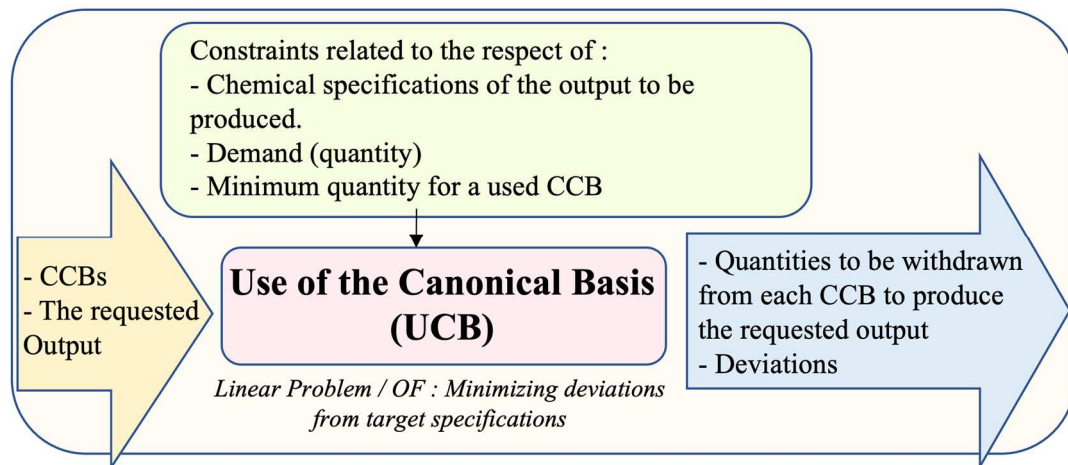 Constraints related to the respect of :
- Chemical specifications of the output to be
produced.
- Demand (quantity)
- Minimum quantity for a used CCB
- CCBs
- The requested
Output
Use of the Canonical Basis
(UCB)
Linear Problem / OF : Minimizing deviations
from target specifications
- Quantities to be withdrawn
from each CCB to produce
the requested output
- Deviations